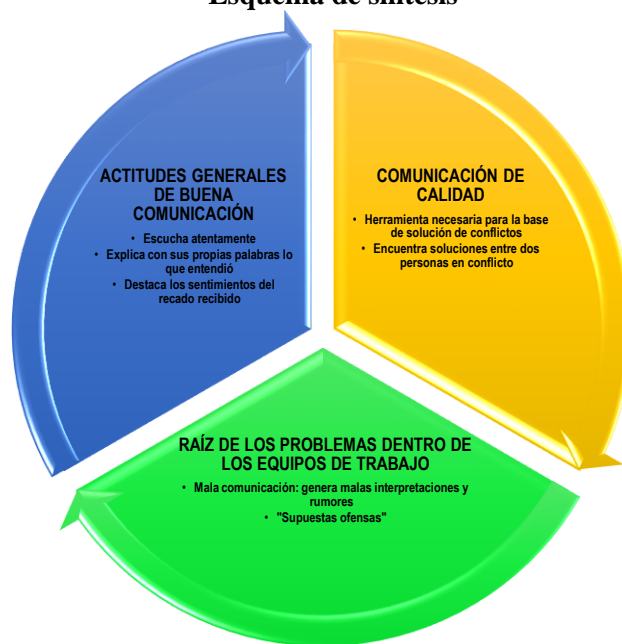 Esquema de síntesis
ACTITUDES GENERALES
DE BUENA
COMUNICACIÓN
• Escucha atentamente
• Explica con sus propias palabras lo
que entendió
• Destaca los sentimientos del
recado recibido
COMUNICACIÓN DE
CALIDAD
• Herramienta necesaria para la base
de solución de conflictos
• Encuentra soluciones entre dos
personas en conflicto
RAÍZ DE LOS PROBLEMAS DENTRO DE
LOS EQUIPOS DE TRABAJO
• Mala comunicación: genera malas interpretaciones y
rumores
• "Supuestas ofensas"